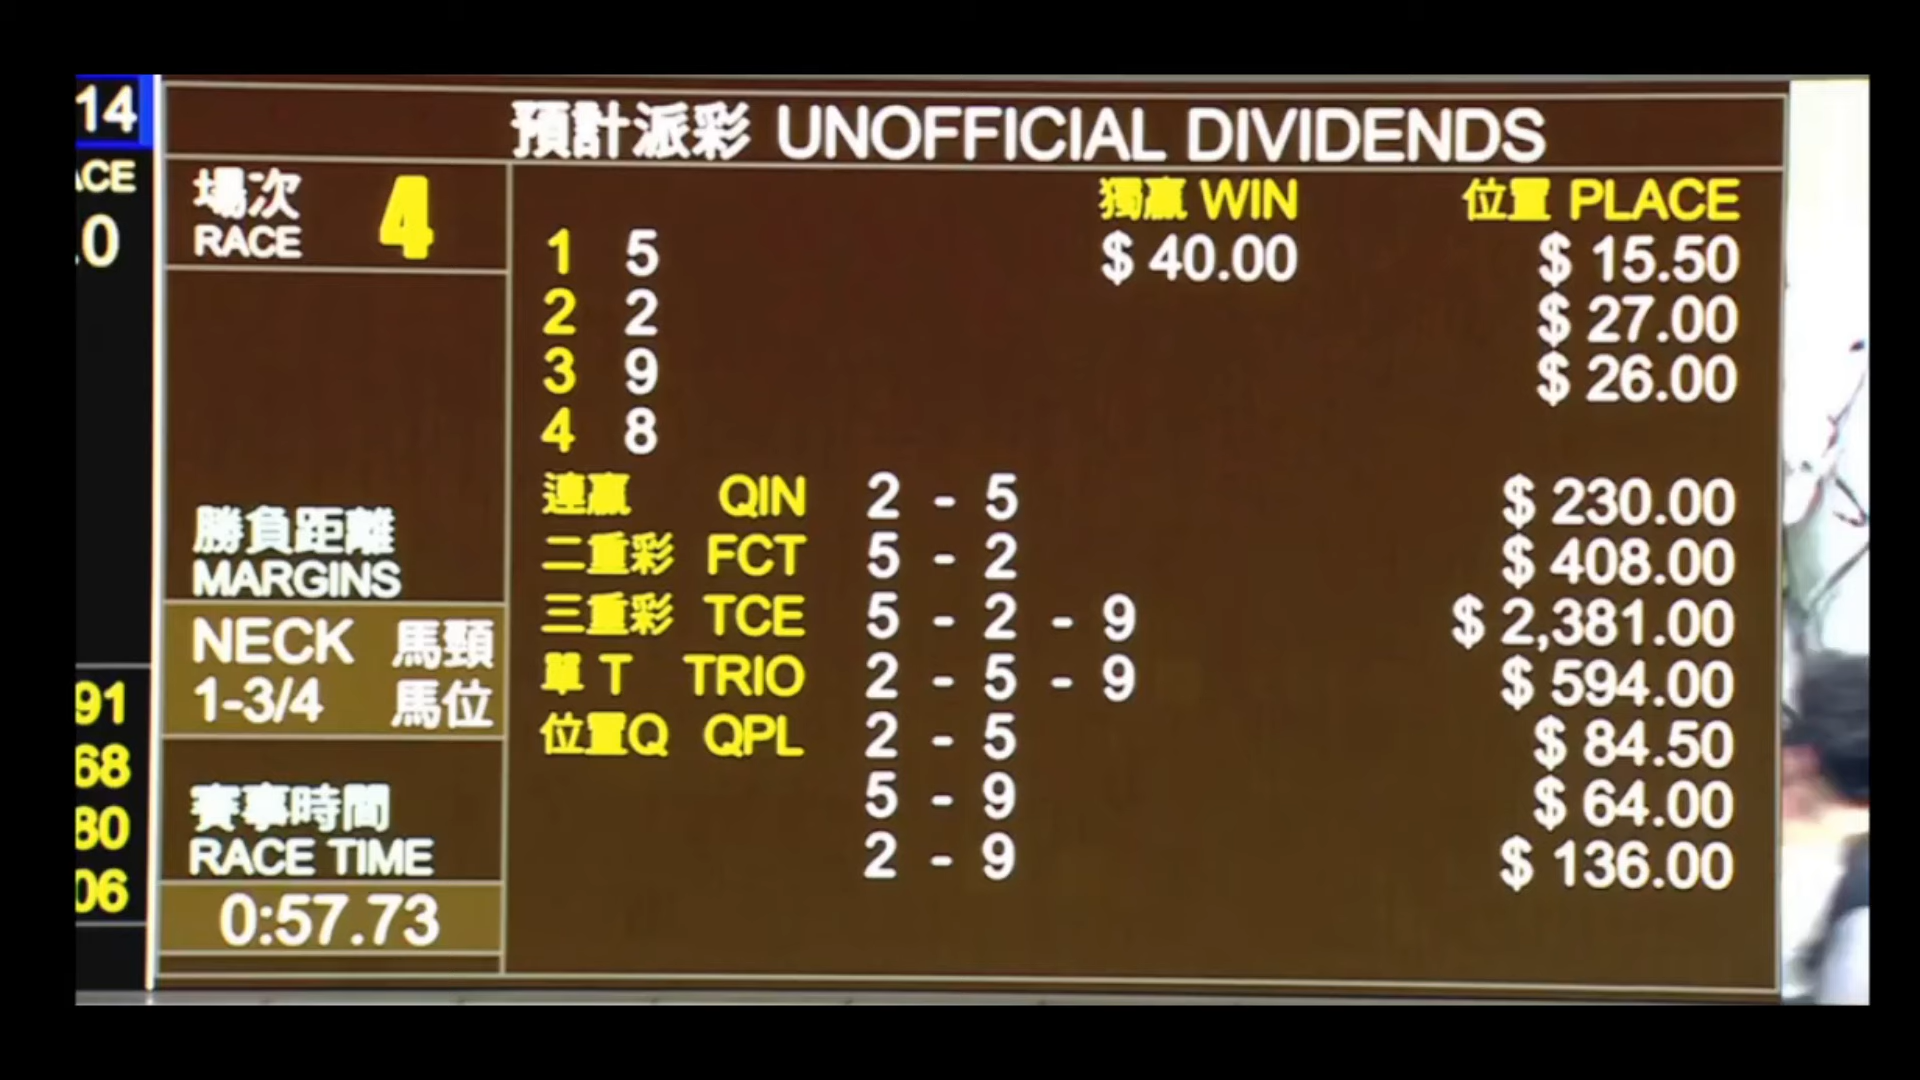 14
ACE
.0
91
68
80
06
預計派彩 UNOFFICIAL DIVIDENDS
場次
RACE 4
獨贏 WIN 位置 PLACE
1 5 $ 40.00 $ 15.50
2 2 $ 27.00
3 9 $ 26.00
4 8
連贏 QIN 2 - 5 $ 230.00
二重彩 FCT 5 - 2 $ 408.00
三重彩 TCE 5 - 2 - 9 $ 2,381.00
單T TRIO 2 - 5 - 9 $ 594.00
位置Q QPL 2 - 5 $ 84.50
5 - 9 $ 64.00
2 - 9 $ 136.00
勝負距離
MARGINS
NECK 馬頸
1-3/4 馬位
賽事時間
RACE TIME
0:57.73